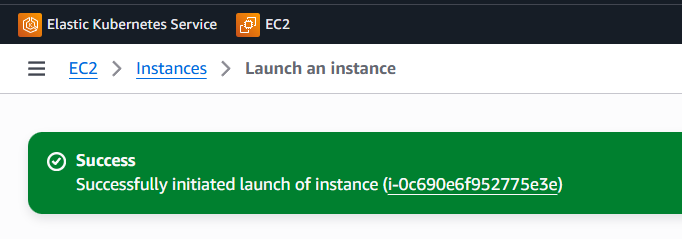 Elastic Kubernetes Service EC2
EC2 > Instances > Launch an instance
Success
Successfully initiated launch of instance (i-0c690e6f952775e3e)